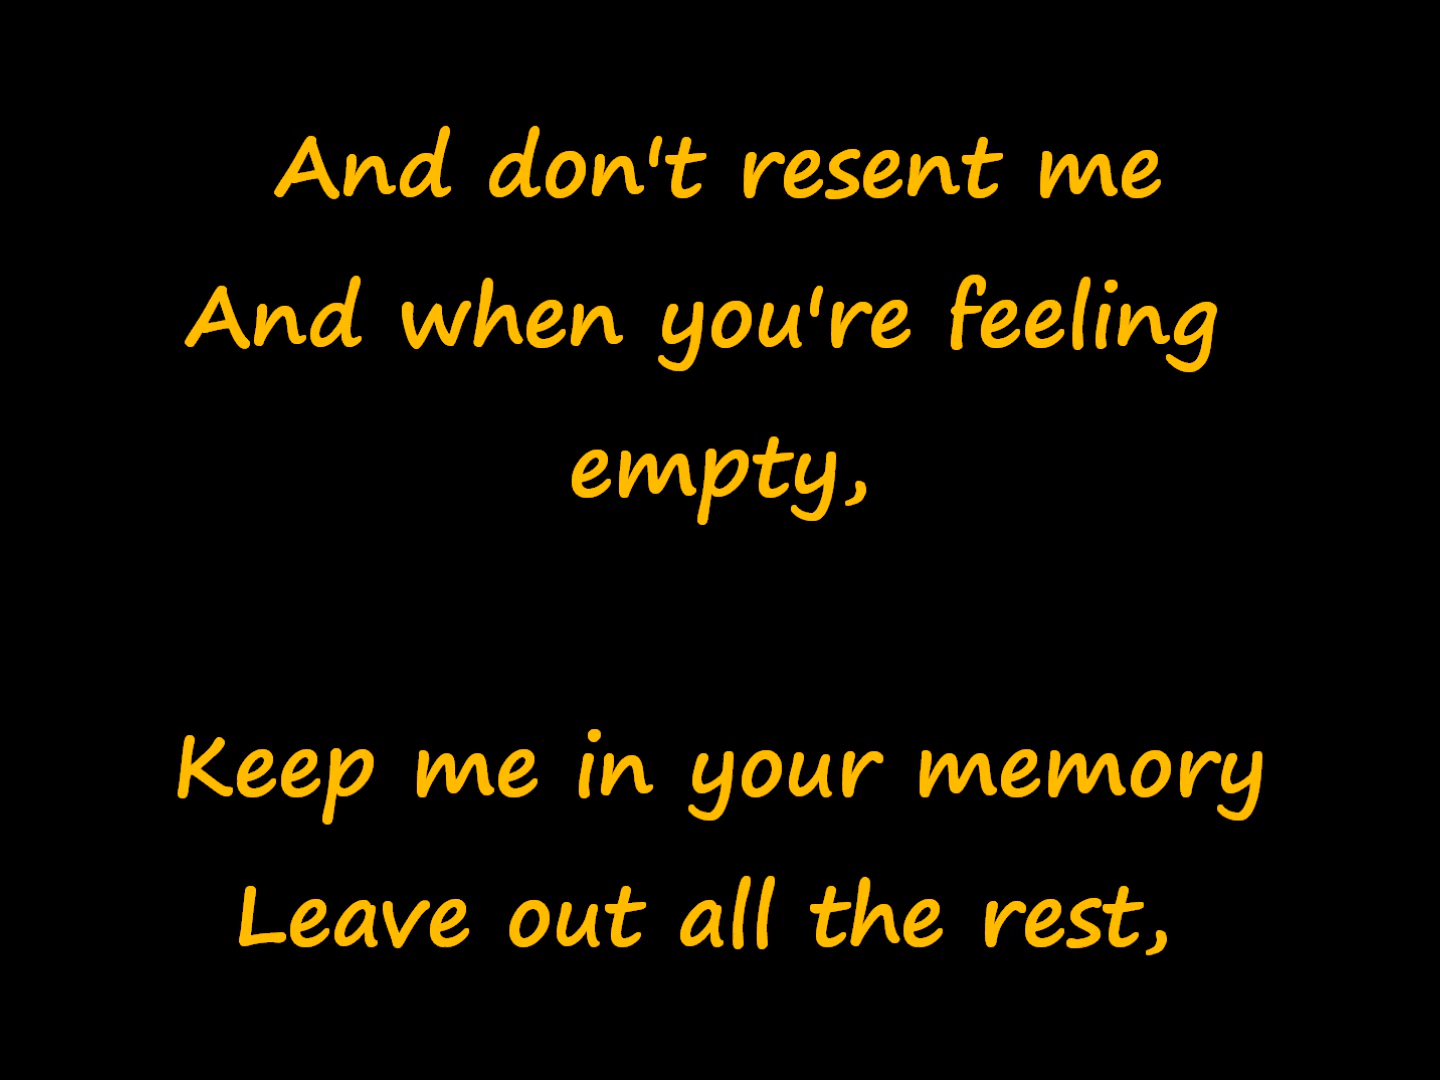 And don't resent me
And when you're feeling
empty,
Keep me in your memory
Leave out all the rest,